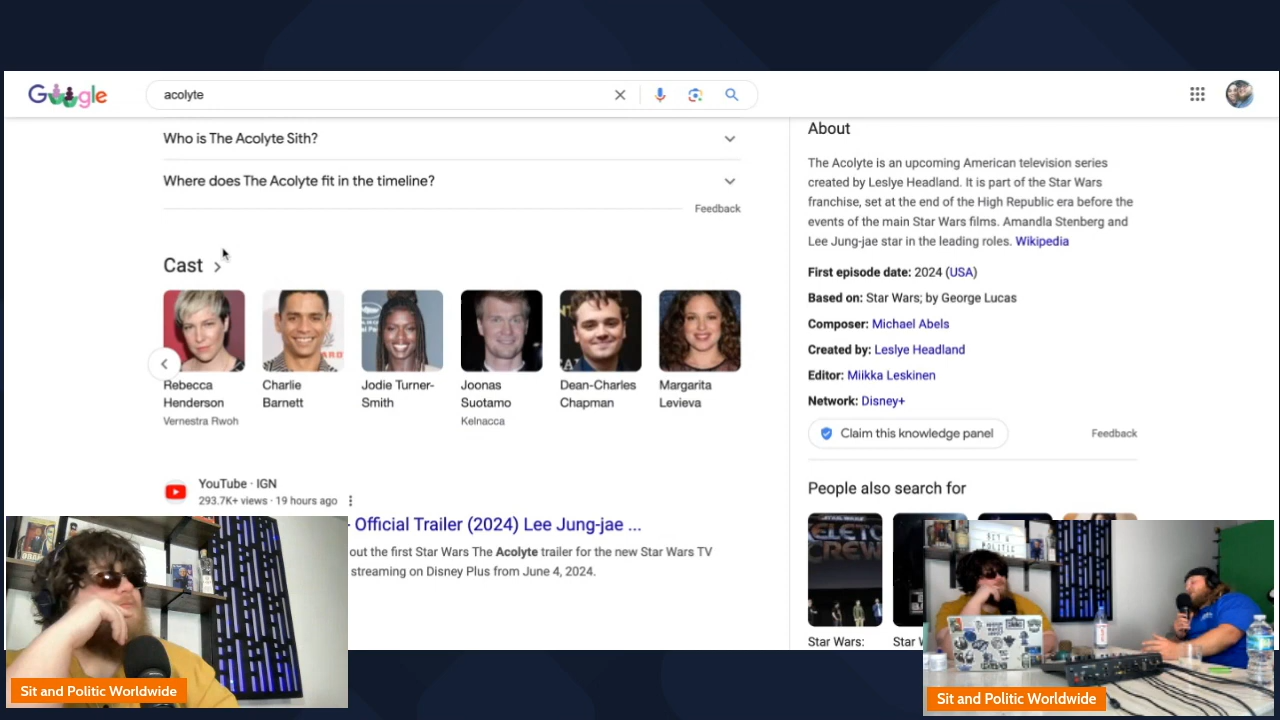 Google
acolyte
Who is The Acolyte Sith?
Where does The Acolyte fit in the timeline?
Feedback
Cast
Rebecca
Henderson
Vernestra Rwoh
Charlie
Barnett
Jodie Turner-
Smith
Joonas
Suotamo
Kelnacca
Dean-Charles
Chapman
Margarita
Levieva
YouTube · IGN
293.7K+ views · 19 hours ago
- Official Trailer (2024) Lee Jung-jae ...
out the first Star Wars The Acolyte trailer for the new Star Wars TV
streaming on Disney Plus from June 4, 2024.
About
The Acolyte is an upcoming American television series
created by Leslye Headland. It is part of the Star Wars
franchise, set at the end of the High Republic era before the
events of the main Star Wars films. Amandla Stenberg and
Lee Jung-jae star in the leading roles. Wikipedia
First episode date: 2024 (USA)
Based on: Star Wars; by George Lucas
Composer: Michael Abels
Created by: Leslye Headland
Editor: Miikka Leskinen
Network: Disney+
Claim this knowledge panel
Feedback
People also search for
Star Wars:
Star W
Sit and Politic Worldwide
Sit and Politic Worldwide